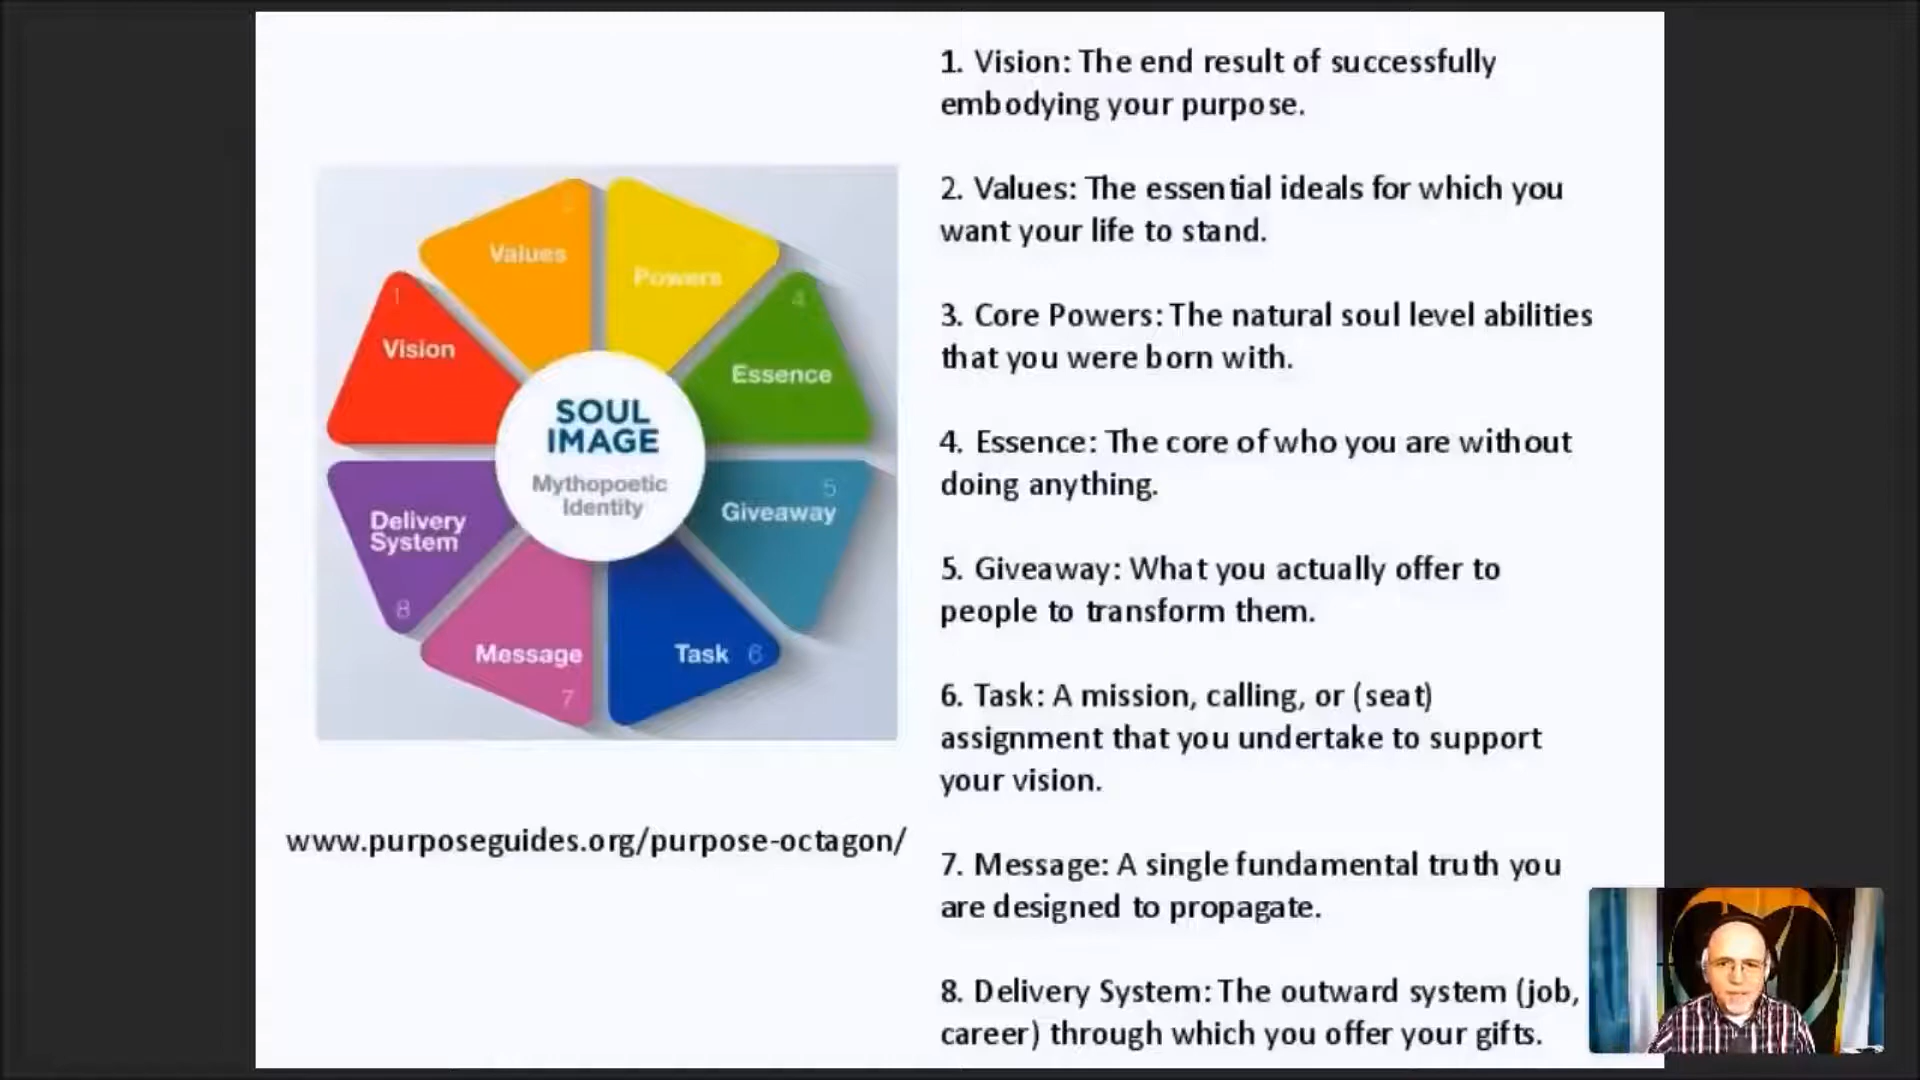 1. Vision: The end result of successfully
embodying your purpose.
2. Values: The essential ideals for which you
want your life to stand.
3. Core Powers: The natural soul level abilities
that you were born with.
4. Essence: The core of who you are without
doing anything.
5. Giveaway: What you actually offer to
people to transform them.
6. Task: A mission, calling, or (seat)
assignment that you undertake to support
your vision.
7. Message: A single fundamental truth you
are designed to propagate.
8. Delivery System: The outward system (job,
career) through which you offer your gifts.
1
Vision
2
Values
Powers
4
Essence
5
Giveaway
Task 6
Message
7
Delivery
System
8
SOUL
IMAGE
Mythopoetic
Identity
www.purposeguides.org/purpose-octagon/